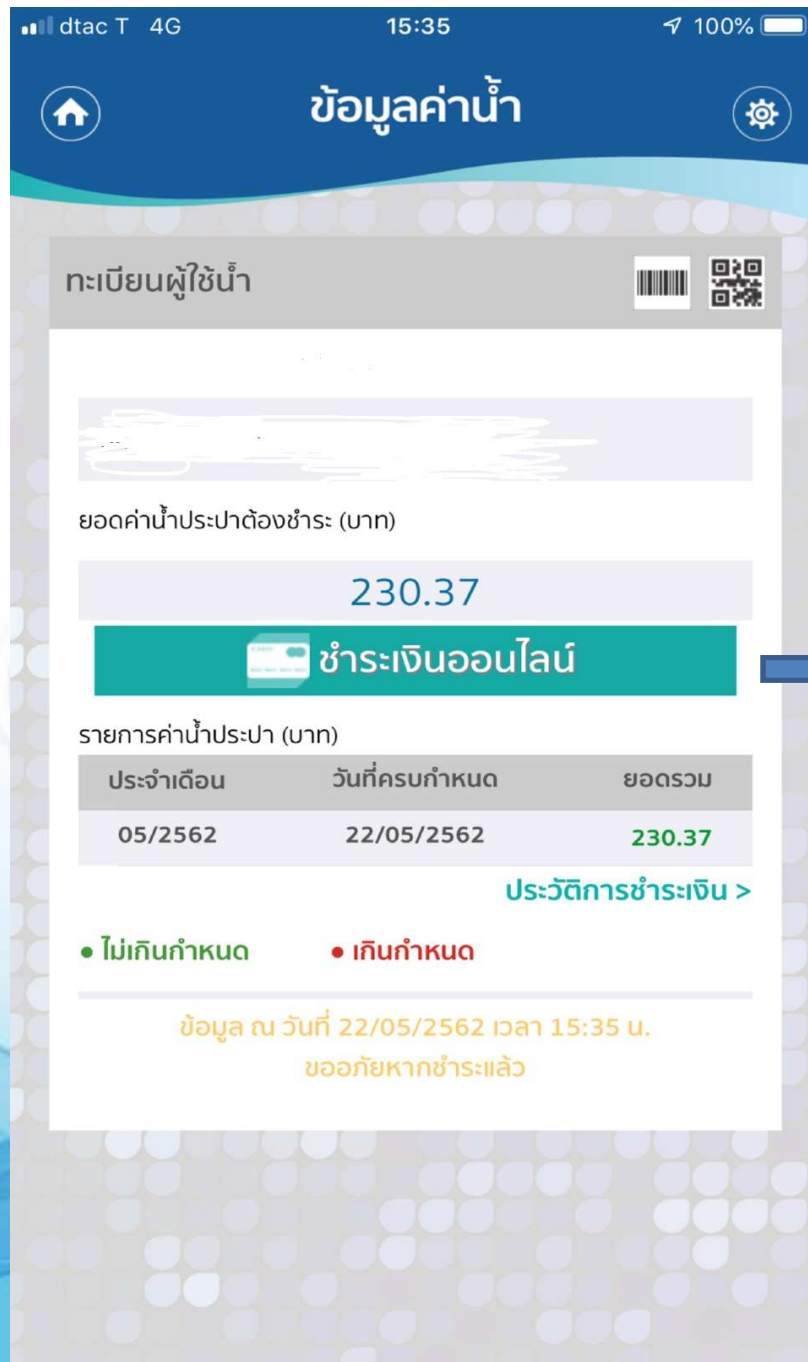 dtac T 4G 15:35 100%
ข้อมูลค่าน้ำ
ทะเบียนผู้ใช้น้ำ
ยอดค่าน้ำประปาต้องชำระ (บาท)
230.37
ชำระเงินออนไลน์
รายการค่าน้ำประปา (บาท)
ประจำเดือน วันที่ครบกำหนด ยอดรวม
05/2562 22/05/2562 230.37
ประวัติการชำระเงิน >
• ไม่เกินกำหนด • เกินกำหนด
ข้อมูล ณ วันที่ 22/05/2562 เวลา 15:35 น.
ขออภัยหากชำระแล้ว